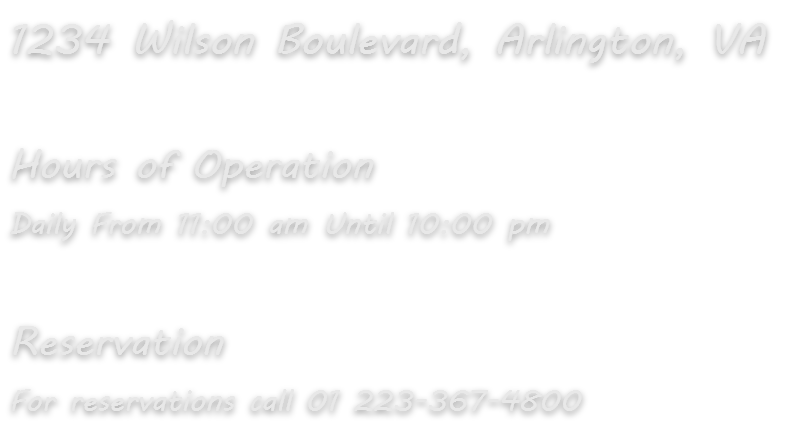 1234 Wilson Boulevard, Arlington, VA
Hours of Operation
Daily From 11:00 am Until 10:00 pm
Reservation
For reservations call 01 223-367-4800